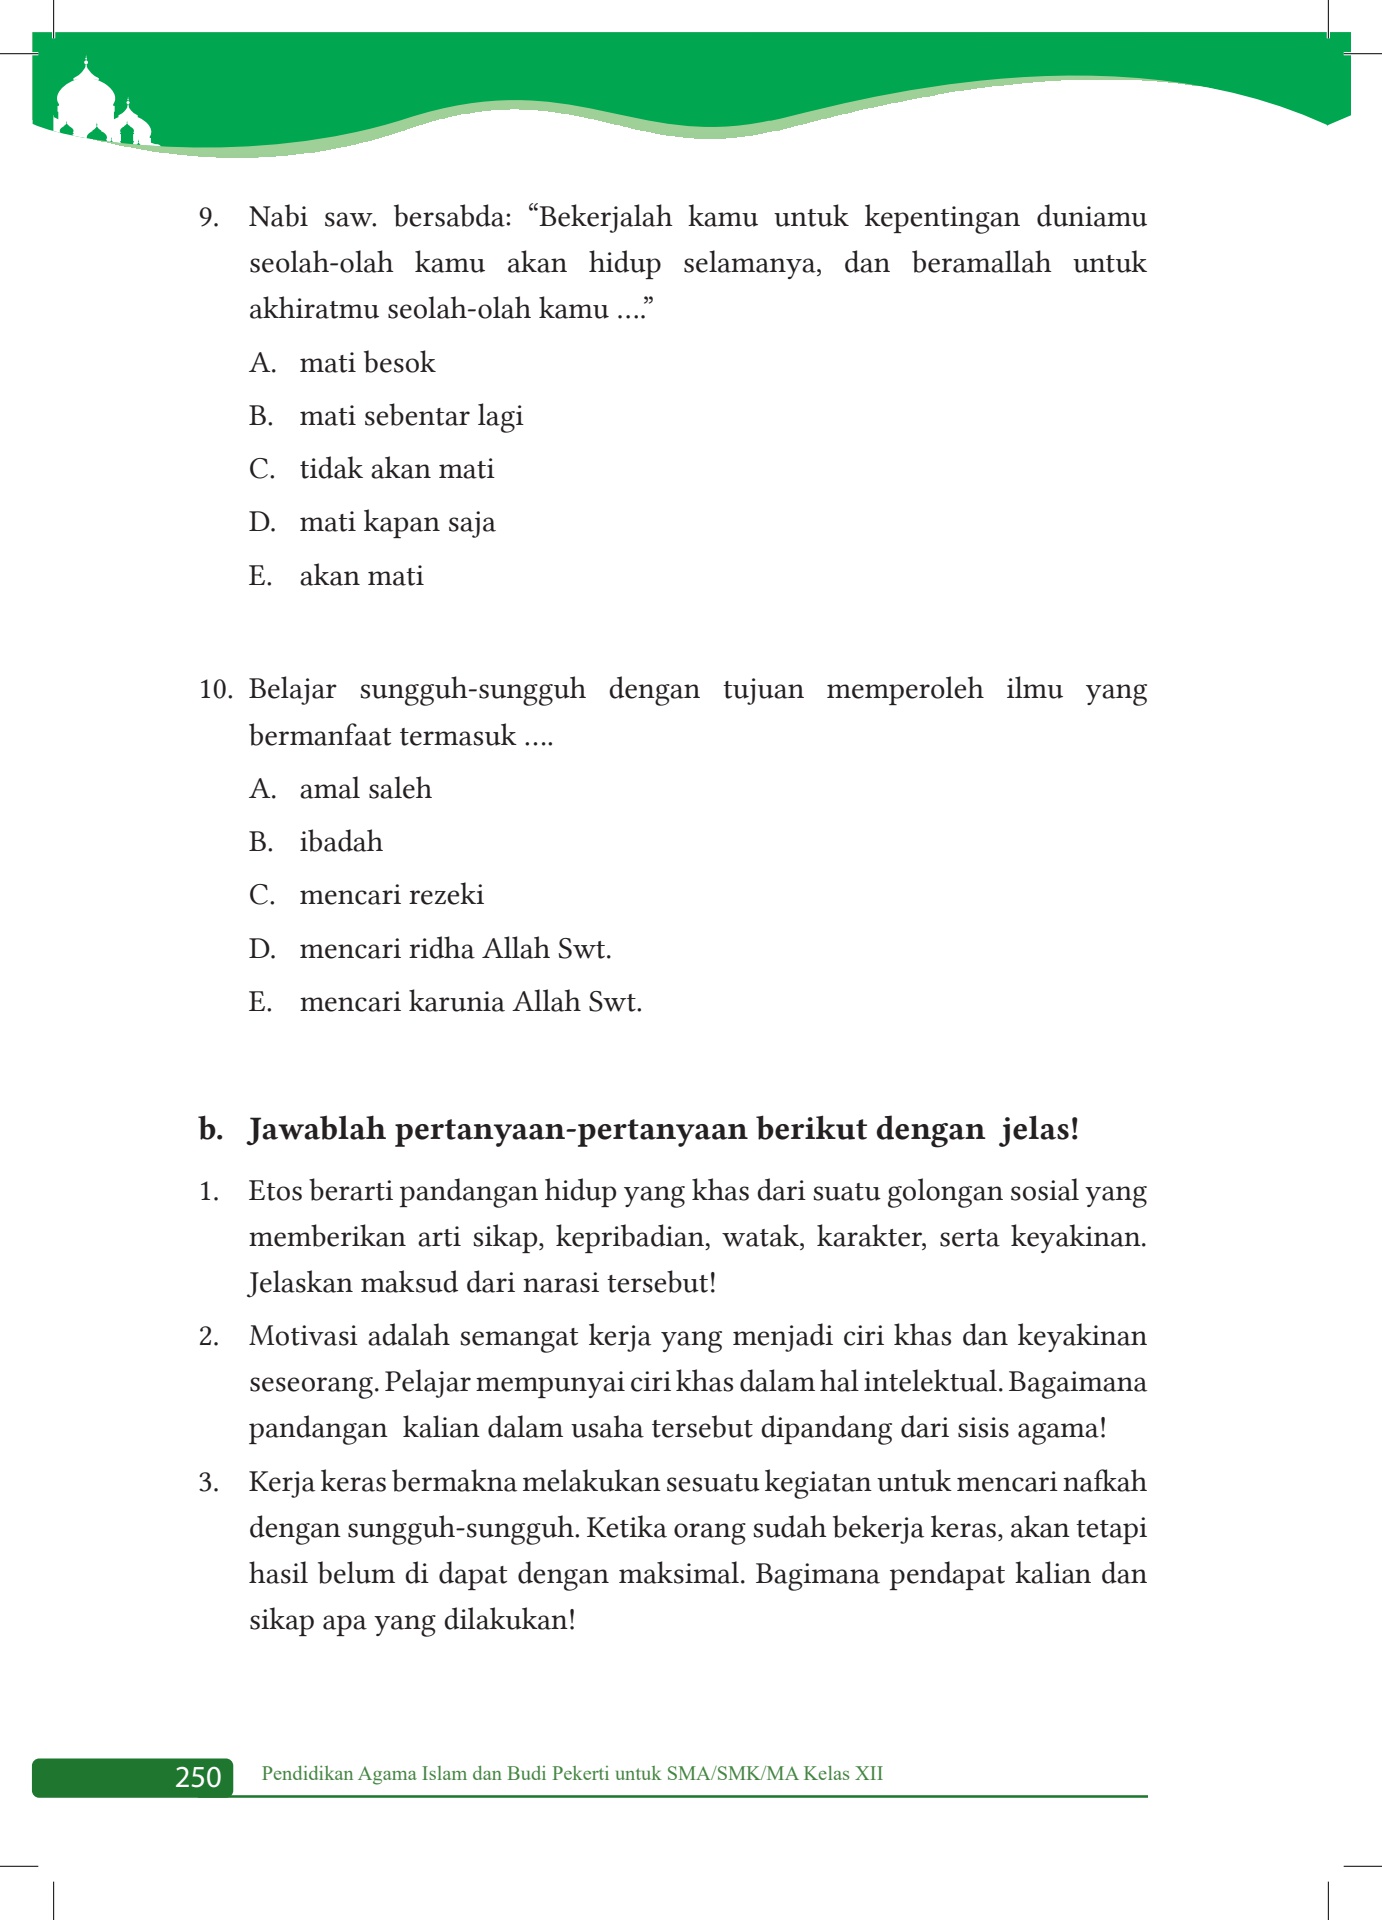 9. Nabi saw. bersabda: “Bekerjalah kamu untuk kepentingan duniamu
seolah-olah kamu akan hidup selamanya, dan beramallah untuk
akhiratmu seolah-olah kamu ….”
A. mati besok
B. mati sebentar lagi
C. tidak akan mati
D. mati kapan saja
E. akan mati
10. Belajar sungguh-sungguh dengan tujuan memperoleh ilmu yang
bermanfaat termasuk ….
A. amal saleh
B. ibadah
C. mencari rezeki
D. mencari ridha Allah Swt.
E. mencari karunia Allah Swt.
b. Jawablah pertanyaan-pertanyaan berikut dengan jelas!
1. Etos berarti pandangan hidup yang khas dari suatu golongan sosial yang
memberikan arti sikap, kepribadian, watak, karakter, serta keyakinan.
Jelaskan maksud dari narasi tersebut!
2. Motivasi adalah semangat kerja yang menjadi ciri khas dan keyakinan
seseorang. Pelajar mempunyai ciri khas dalam hal intelektual. Bagaimana
pandangan kalian dalam usaha tersebut dipandang dari sisis agama!
3. Kerja keras bermakna melakukan sesuatu kegiatan untuk mencari nafkah
dengan sungguh-sungguh. Ketika orang sudah bekerja keras, akan tetapi
hasil belum di dapat dengan maksimal. Bagimana pendapat kalian dan
sikap apa yang dilakukan!
250 Pendidikan Agama Islam dan Budi Pekerti untuk SMA/SMK/MA Kelas XII